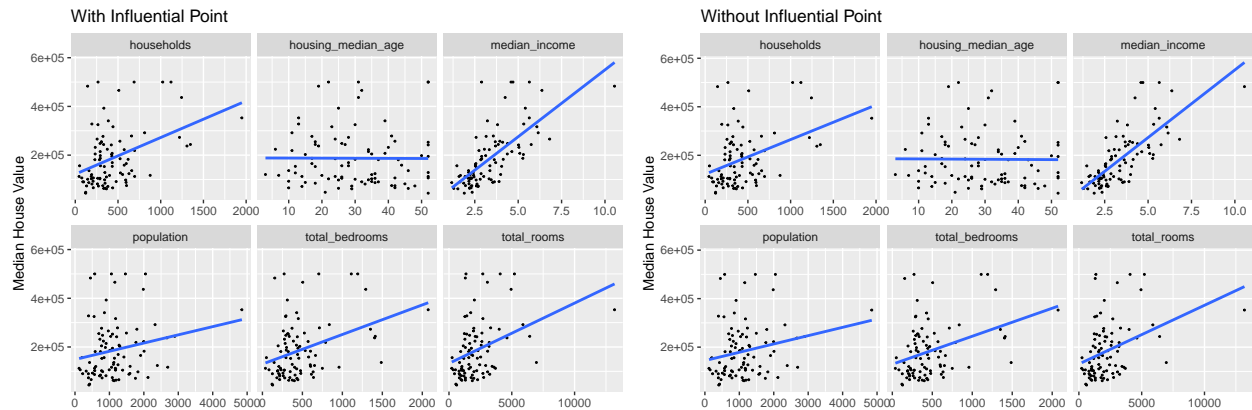 With Influential Point
households housing_median_age median_income
6e+05
4e+05
2e+05
0 500 1000 1500 2000 10 20 30 40 50 2.5 5.0 7.5 10.0
population total_bedrooms total_rooms
6e+05
4e+05
2e+05
0 1000 2000 3000 4000 5000 0 500 1000 1500 2000 0 5000 10000
Median House Value
Without Influential Point
households housing_median_age median_income
6e+05
4e+05
2e+05
0 500 1000 1500 2000 10 20 30 40 50 2.5 5.0 7.5 10.0
population total_bedrooms total_rooms
6e+05
4e+05
2e+05
0 1000 2000 3000 4000 5000 0 500 1000 1500 2000 0 5000 10000
Median House Value